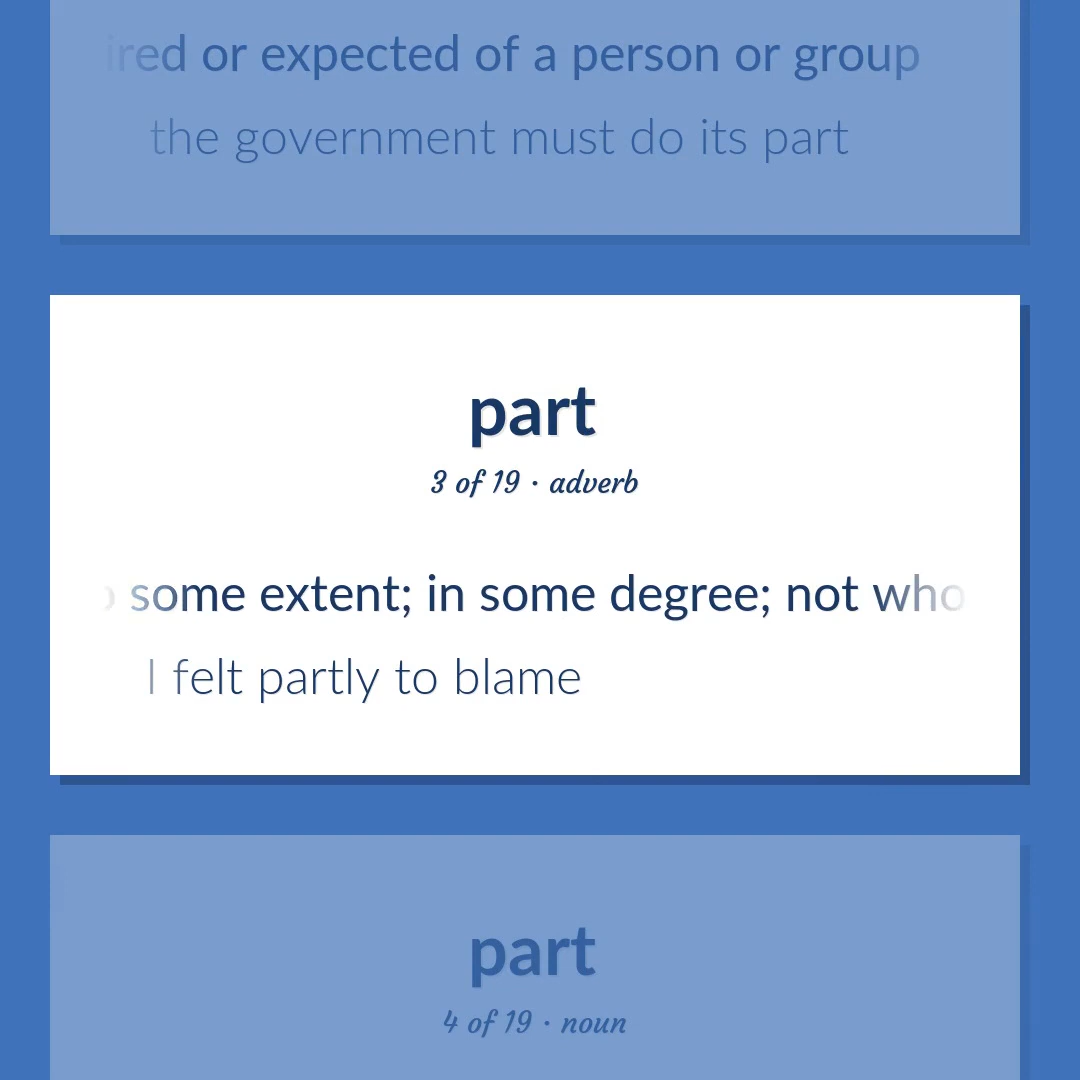 ired or expected of a person or group
the government must do its part
part
3 of 19 · adverb
some extent; in some degree; not who
I felt partly to blame
part
4 of 19 · noun